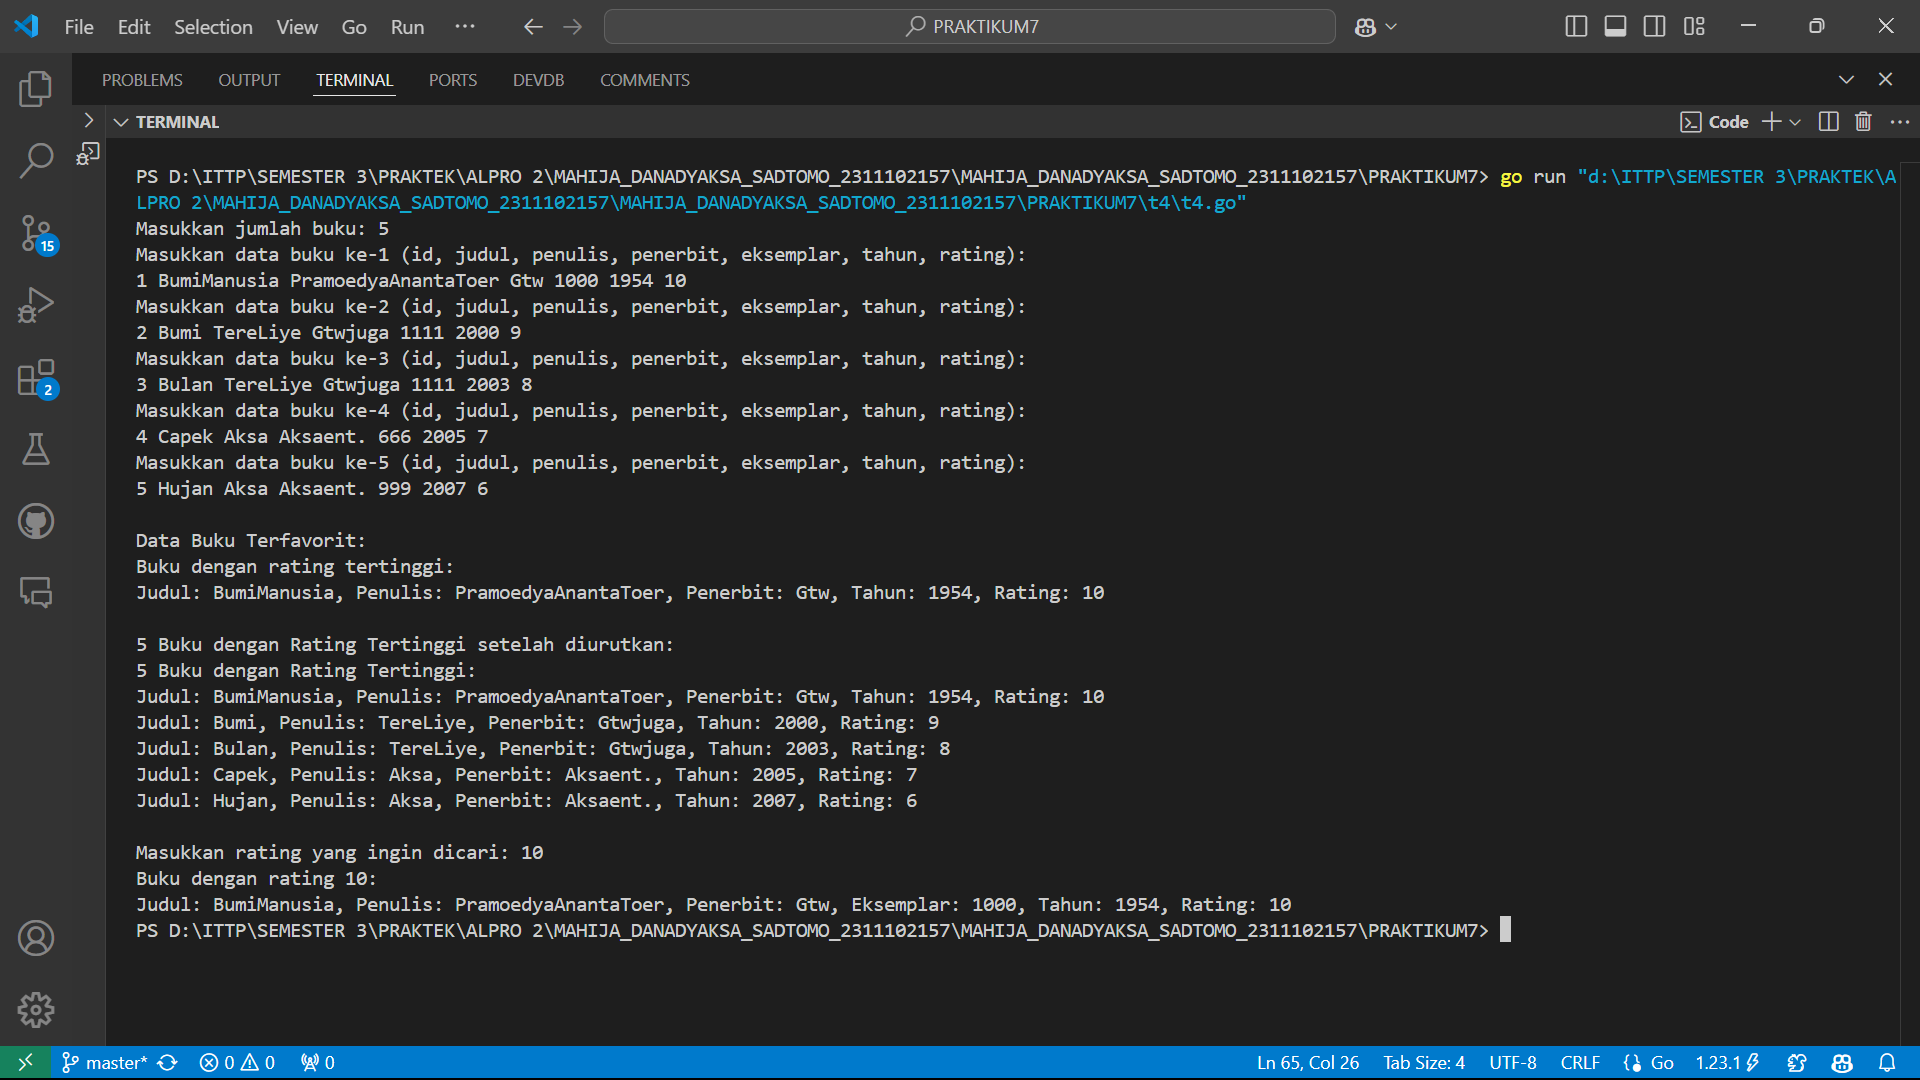 File Edit Selection View Go Run ··· PRAKTIKUM7
PROBLEMS OUTPUT TERMINAL PORTS DEVDB COMMENTS
TERMINAL Code
PS D:\ITTP\SEMESTER 3\PRAKTEK\ALPRO 2\MAHIJA_DANADYAKSA_SADTOMO_2311102157\MAHIJA_DANADYAKSA_SADTOMO_2311102157\PRAKTIKUM7> go run "d:\ITTP\SEMESTER 3\PRAKTEK\A
LPRO 2\MAHIJA_DANADYAKSA_SADTOMO_2311102157\MAHIJA_DANADYAKSA_SADTOMO_2311102157\PRAKTIKUM7\t4\t4.go"
Masukkan jumlah buku: 5
Masukkan data buku ke-1 (id, judul, penulis, penerbit, eksemplar, tahun, rating):
1 BumiManusia PramoedyaAnantaToer Gtw 1000 1954 10
Masukkan data buku ke-2 (id, judul, penulis, penerbit, eksemplar, tahun, rating):
2 Bumi TereLiye Gtwjuga 1111 2000 9
Masukkan data buku ke-3 (id, judul, penulis, penerbit, eksemplar, tahun, rating):
3 Bulan TereLiye Gtwjuga 1111 2003 8
Masukkan data buku ke-4 (id, judul, penulis, penerbit, eksemplar, tahun, rating):
4 Capek Aksa Aksaent. 666 2005 7
Masukkan data buku ke-5 (id, judul, penulis, penerbit, eksemplar, tahun, rating):
5 Hujan Aksa Aksaent. 999 2007 6
Data Buku Terfavorit:
Buku dengan rating tertinggi:
Judul: BumiManusia, Penulis: PramoedyaAnantaToer, Penerbit: Gtw, Tahun: 1954, Rating: 10
5 Buku dengan Rating Tertinggi setelah diurutkan:
5 Buku dengan Rating Tertinggi:
Judul: BumiManusia, Penulis: PramoedyaAnantaToer, Penerbit: Gtw, Tahun: 1954, Rating: 10
Judul: Bumi, Penulis: TereLiye, Penerbit: Gtwjuga, Tahun: 2000, Rating: 9
Judul: Bulan, Penulis: TereLiye, Penerbit: Gtwjuga, Tahun: 2003, Rating: 8
Judul: Capek, Penulis: Aksa, Penerbit: Aksaent., Tahun: 2005, Rating: 7
Judul: Hujan, Penulis: Aksa, Penerbit: Aksaent., Tahun: 2007, Rating: 6
Masukkan rating yang ingin dicari: 10
Buku dengan rating 10:
Judul: BumiManusia, Penulis: PramoedyaAnantaToer, Penerbit: Gtw, Eksemplar: 1000, Tahun: 1954, Rating: 10
PS D:\ITTP\SEMESTER 3\PRAKTEK\ALPRO 2\MAHIJA_DANADYAKSA_SADTOMO_2311102157\MAHIJA_DANADYAKSA_SADTOMO_2311102157\PRAKTIKUM7>
15
2
master* 0 0 0 Ln 65, Col 26 Tab Size: 4 UTF-8 CRLF {} Go 1.23.1